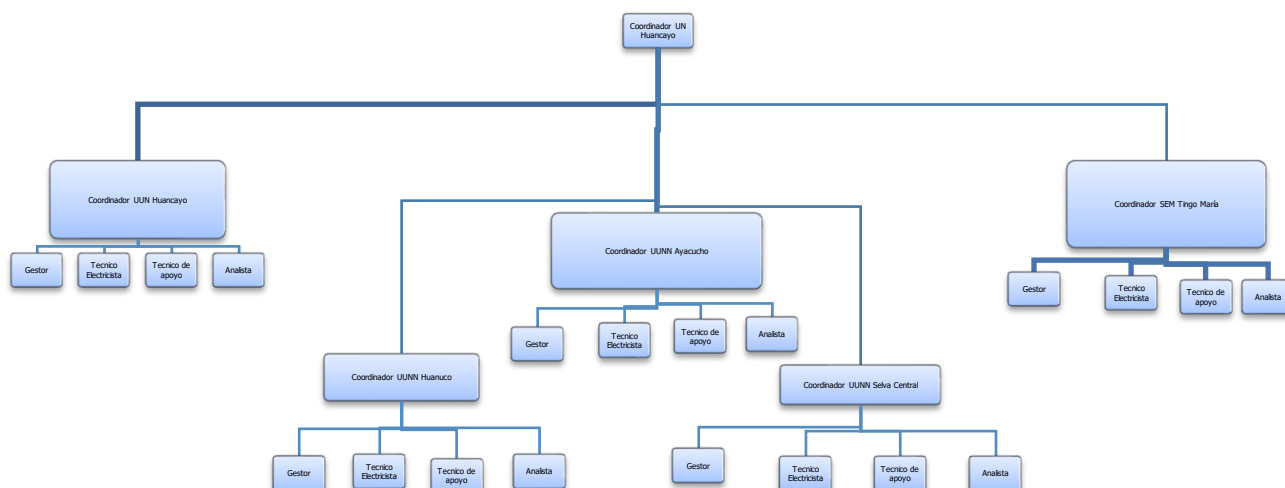 Coordinador UN
Huancayo
Coordinador UUN Huancayo
Gestor
Tecnico
Electricista
Tecnico de
apoyo
Analista
Coordinador UUNN Ayacucho
Gestor
Tecnico
Electricista
Tecnico de
apoyo
Analista
Coordinador SEM Tingo María
Gestor
Tecnico
Electricista
Tecnico de
apoyo
Analista
Coordinador UUNN Huanuco
Gestor
Tecnico
Electricista
Tecnico de
apoyo
Analista
Coordinador UUNN Selva Central
Gestor
Tecnico
Electricista
Tecnico de
apoyo
Analista